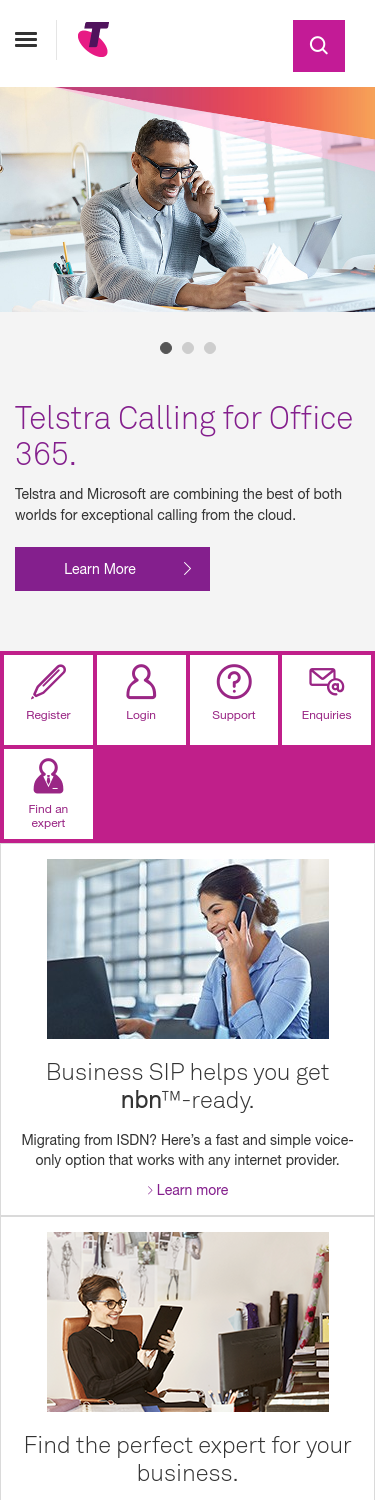 Telstra Calling for Office
365.
Telstra and Microsoft are combining the best of both
worlds for exceptional calling from the cloud.
Learn More
Register
Login
Support
Enquiries
Find an
expert
Business SIP helps you get
nbn™-ready.
Migrating from ISDN? Here’s a fast and simple voice-
only option that works with any internet provider.
Learn more
Find the perfect expert for your
business.